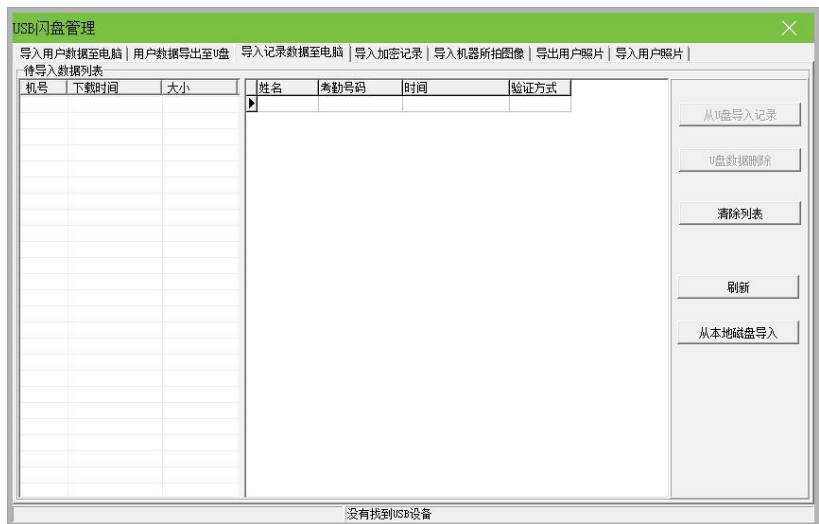 USB闪盘管理
导入用户数据至电脑 用户数据导出至U盘 导入记录数据至电脑 导入加密记录 导入机器所拍图像 导出用户照片 导入用户照片
待导入数据列表
机号 下载时间 大小 姓名 考勤号码 时间 验证方式
从U盘导入记录
U盘数据删除
清除列表
刷新
从本地磁盘导入
没有找到USB设备